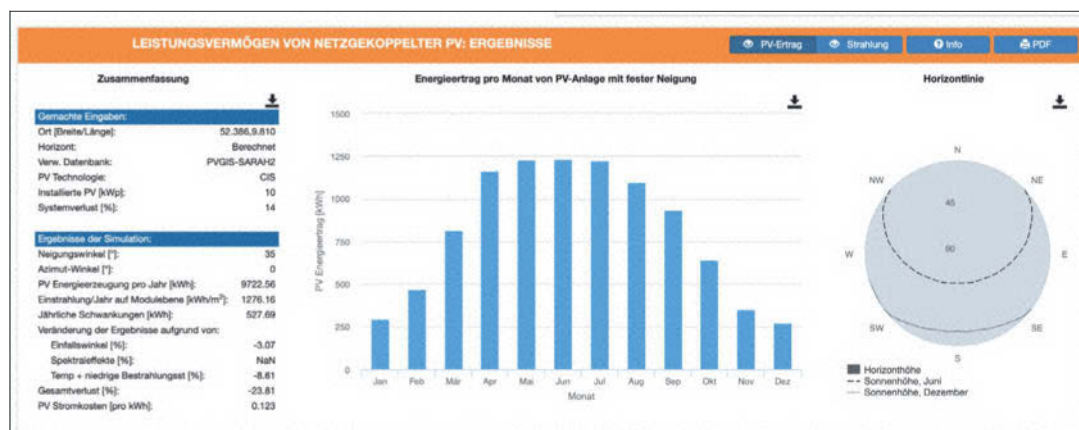 LEISTUNGSVERMÖGEN VON NETZGEKOPPELTER PV: ERGEBNISSE
PV-Ertrag
Strahlung
Info
PDF
Zusammenfassung
Gemachte Eingaben:
Ort [Breite/Länge]: 52.386,9.810
Horizont: Berechnet
Verw. Datenbank: PVGIS-SARAH2
PV Technologie: CIS
Installierte PV [kWp]: 10
Systemverlust [%]: 14
Ergebnisse der Simulation:
Neigungswinkel [°]: 35
Azimut-Winkel [°]: 0
PV Energieerzeugung pro Jahr [kWh]: 9722.56
Einstrahlung/Jahr auf Modulebene [kWh/m²]: 1276.16
Jährliche Schwankungen [kWh]: 527.69
Veränderung der Ergebnisse aufgrund von:
Einfallswinkel [%]: -3.07
Spektraleffekte [%]: NaN
Temp + niedrige Bestrahlungsst [%]: -8.61
Gesamtverlust [%]: -23.81
PV Stromkosten [pro kWh]: 0.123
Energieertrag pro Monat von PV-Anlage mit fester Neigung
PV Energieertrag [kWh]
1500
1250
1000
750
500
250
0
Jan Feb Mär Apr Mai Jun Jul Aug Sep Okt Nov Dez
Monat
Horizontlinie
N
NW NE
45
W 80 E
SW SE
S
Horizonthöhe
Sonnenhöhe, Juni
Sonnenhöhe, Dezember